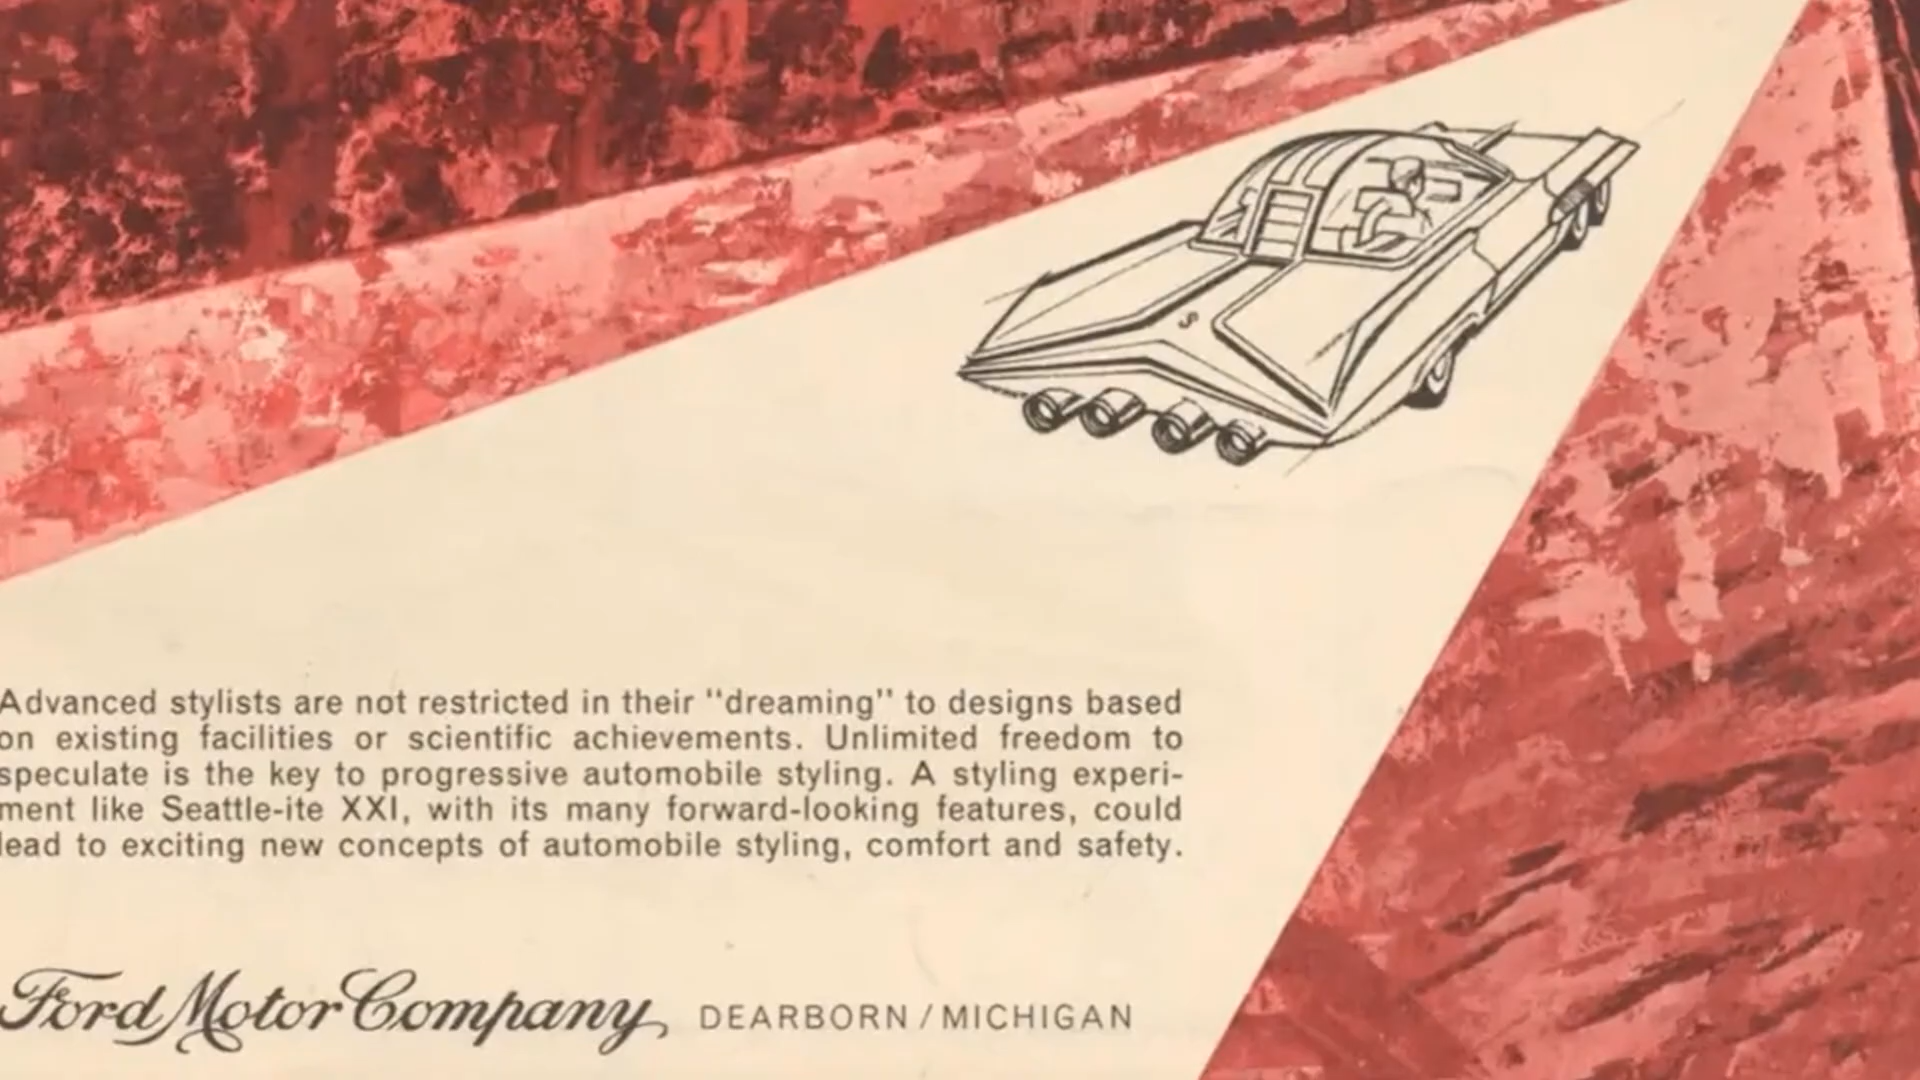 S
Advanced stylists are not restricted in their "dreaming" to designs based
on existing facilities or scientific achievements. Unlimited freedom to
speculate is the key to progressive automobile styling. A styling experi-
ment like Seattle-ite XXI, with its many forward-looking features, could
lead to exciting new concepts of automobile styling, comfort and safety.
Ford Motor Company, DEARBORN/MICHIGAN